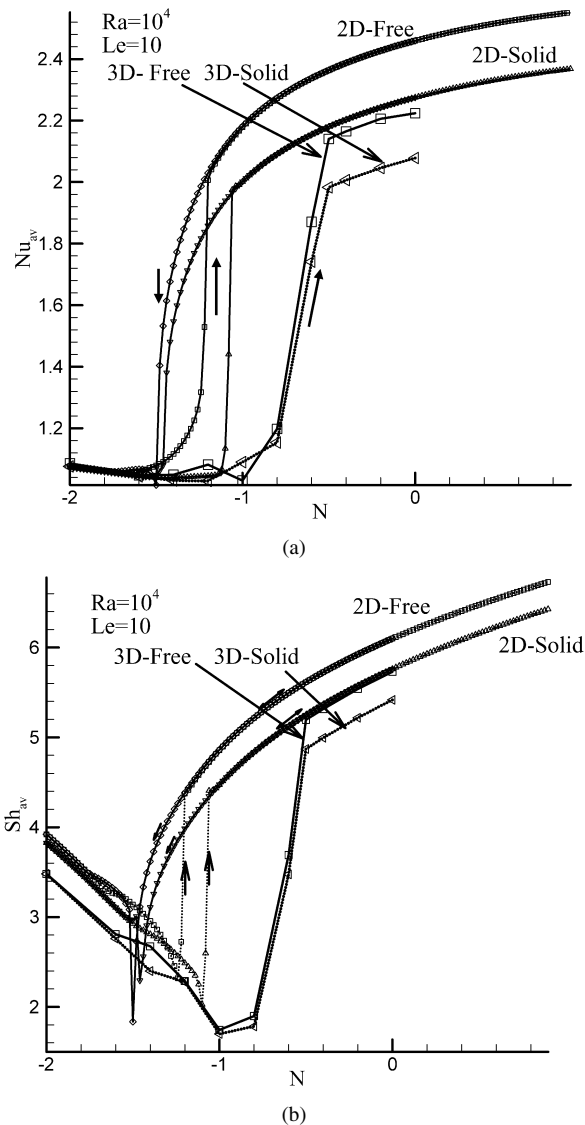 Ra=10⁴
Le=10
2D-Free
2D-Solid
3D- Free
3D-Solid
2.4
2.2
2
1.8
1.6
1.4
1.2
Nu_av
-2
-1
0
N
(a)
Ra=10⁴
Le=10
2D-Free
2D-Solid
3D-Free
3D-Solid
6
5
4
3
2
Sh_av
-2
-1
0
N
(b)